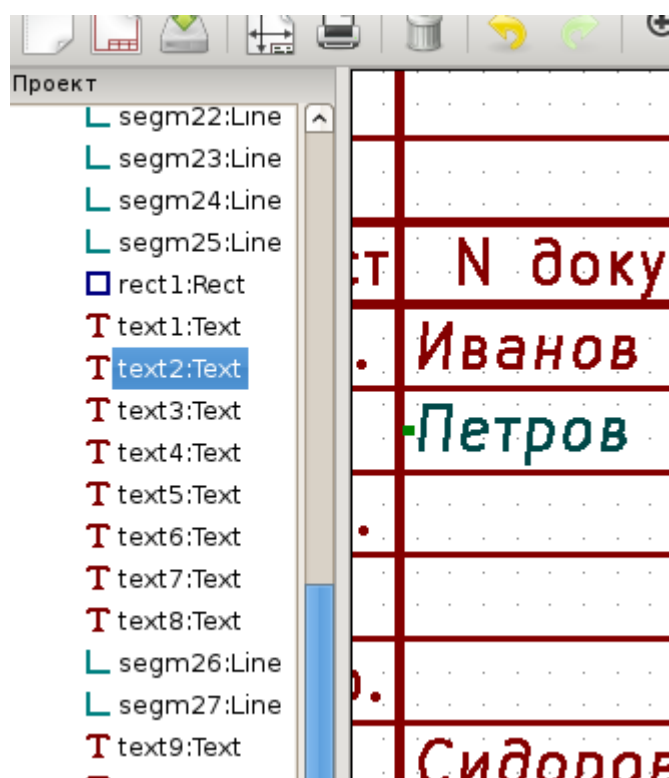 Проект
segm22:Line
segm23:Line
segm24:Line
segm25:Line
rect1:Rect
text1:Text
text2:Text
text3:Text
text4:Text
text5:Text
text6:Text
text7:Text
text8:Text
segm26:Line
segm27:Line
text9:Text
N доку
Иванов
Петров
Сидоров